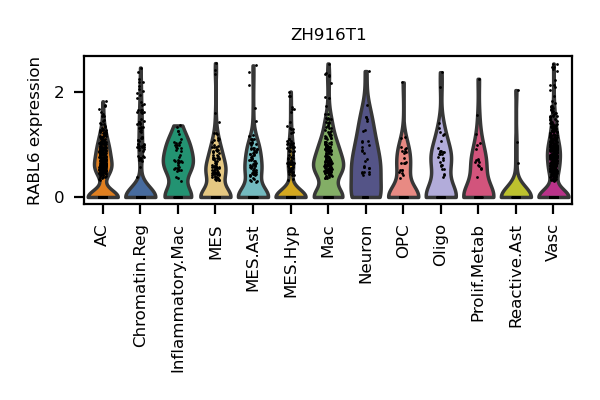 ZH916T1
RABL6 expression
2
0
AC
Chromatin.Reg
Inflammatory.Mac
MES
MES.Ast
MES.Hyp
Mac
Neuron
OPC
Oligo
Prolif.Metab
Reactive.Ast
Vasc